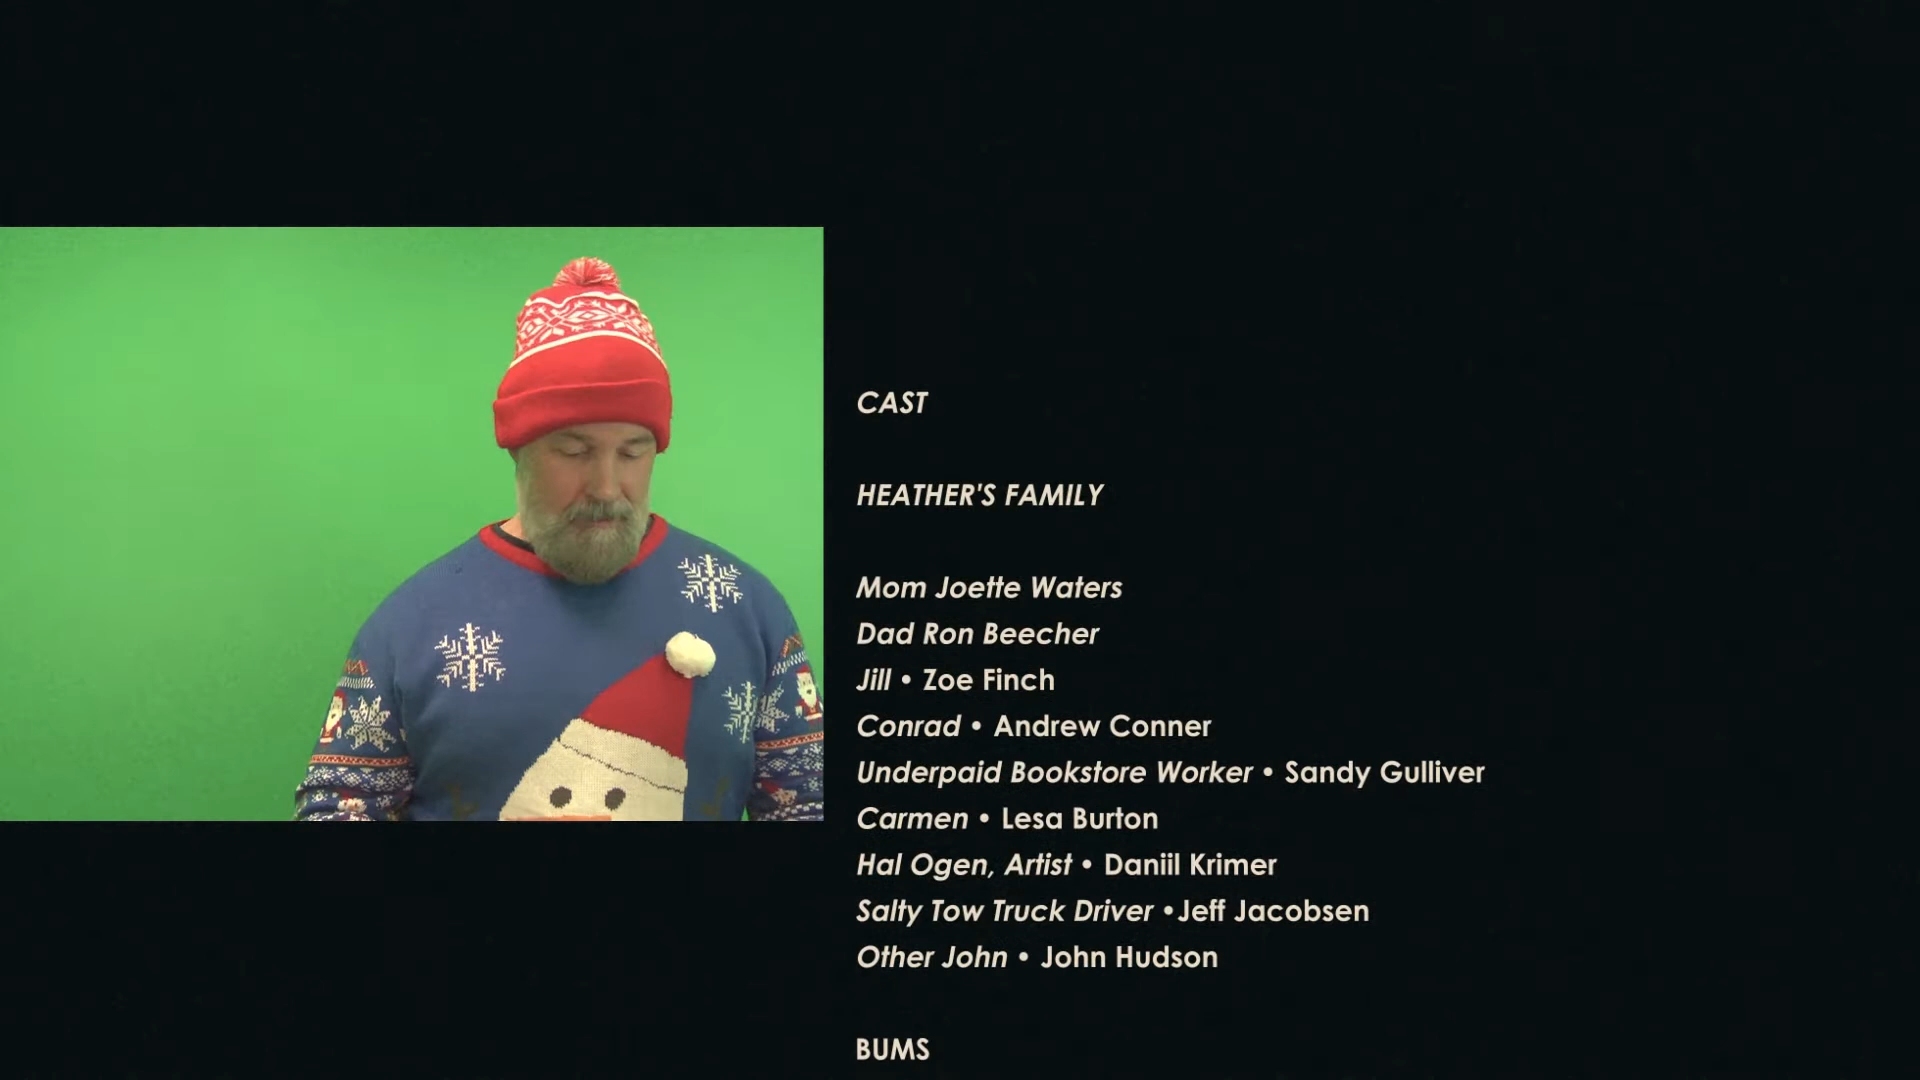 CAST
HEATHER'S FAMILY
Mom Joette Waters
Dad Ron Beecher
Jill • Zoe Finch
Conrad • Andrew Conner
Underpaid Bookstore Worker • Sandy Gulliver
Carmen • Lesa Burton
Hal Ogen, Artist • Daniil Krimer
Salty Tow Truck Driver •Jeff Jacobsen
Other John • John Hudson
BUMS